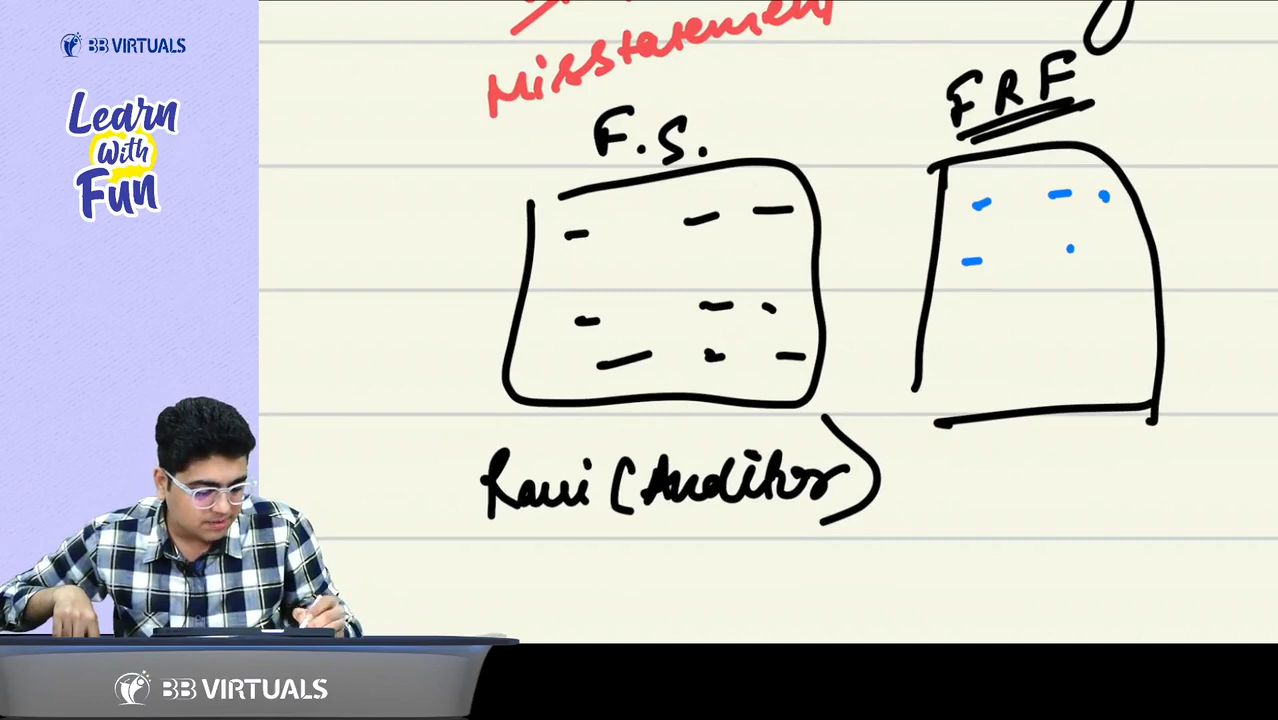 BB VIRTUALS
Learn
With
Fun
Misstatement
F.S.
FRF
Ravi (Auditor)
BB VIRTUALS